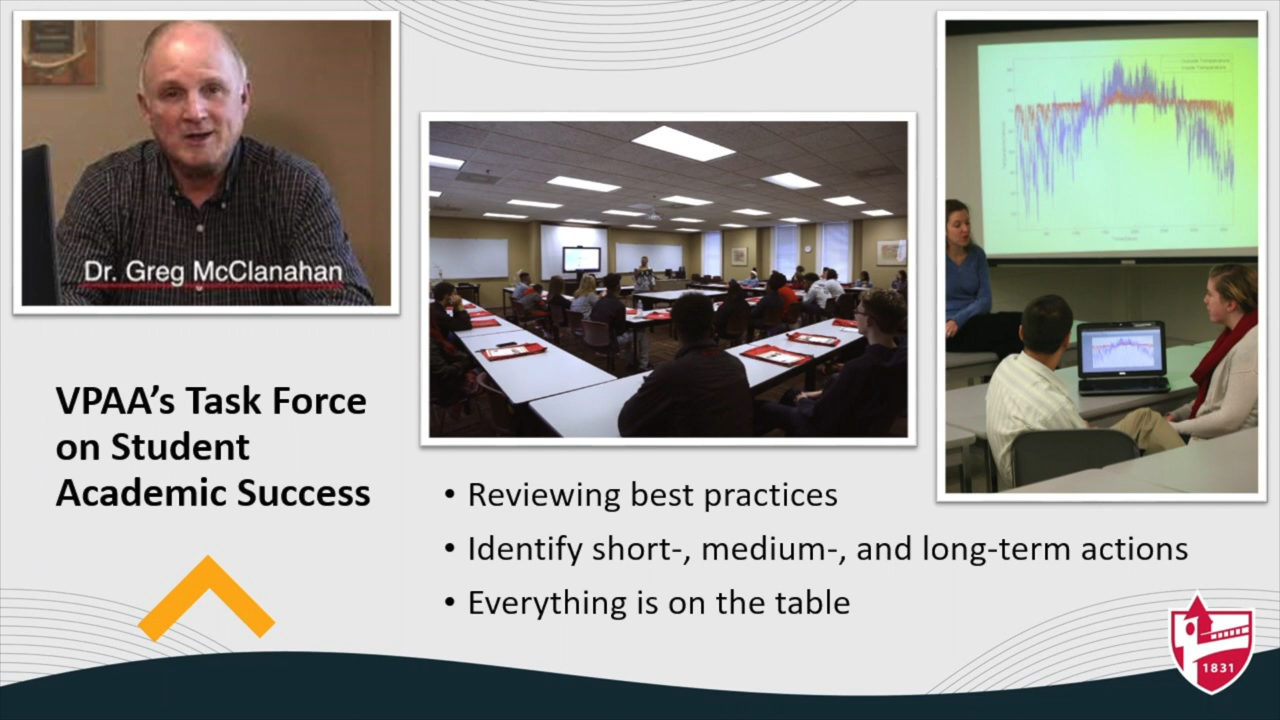 Dr. Greg McClanahan
VPAA’s Task Force
on Student
Academic Success
• Reviewing best practices
• Identify short-, medium-, and long-term actions
• Everything is on the table
1831